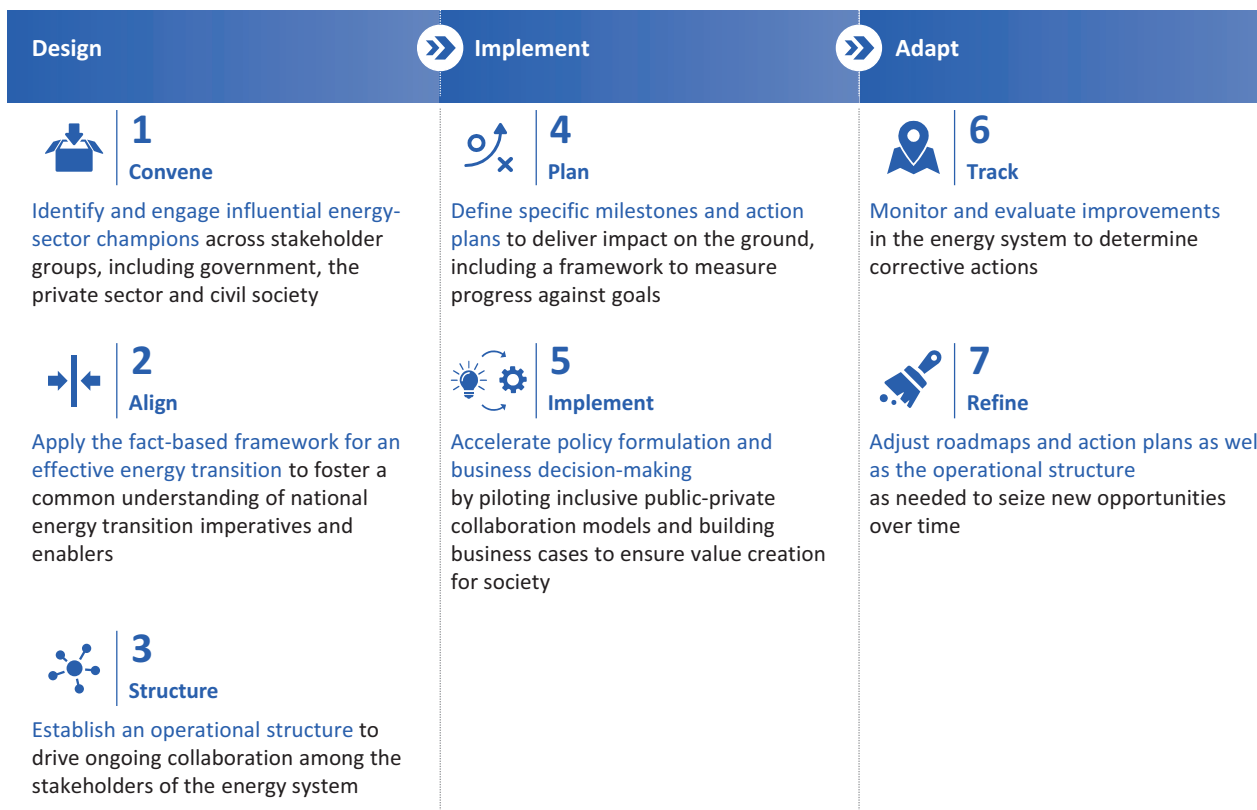 Design
Implement
Adapt
1
Convene
Identify and engage influential energy-
sector champions across stakeholder
groups, including government, the
private sector and civil society
2
Align
Apply the fact-based framework for an
effective energy transition to foster a
common understanding of national
energy transition imperatives and
enablers
3
Structure
Establish an operational structure to
drive ongoing collaboration among the
stakeholders of the energy system
4
Plan
Define specific milestones and action
plans to deliver impact on the ground,
including a framework to measure
progress against goals
5
Implement
Accelerate policy formulation and
business decision-making
by piloting inclusive public-private
collaboration models and building
business cases to ensure value creation
for society
6
Track
Monitor and evaluate improvements
in the energy system to determine
corrective actions
7
Refine
Adjust roadmaps and action plans as well
as the operational structure
as needed to seize new opportunities
over time